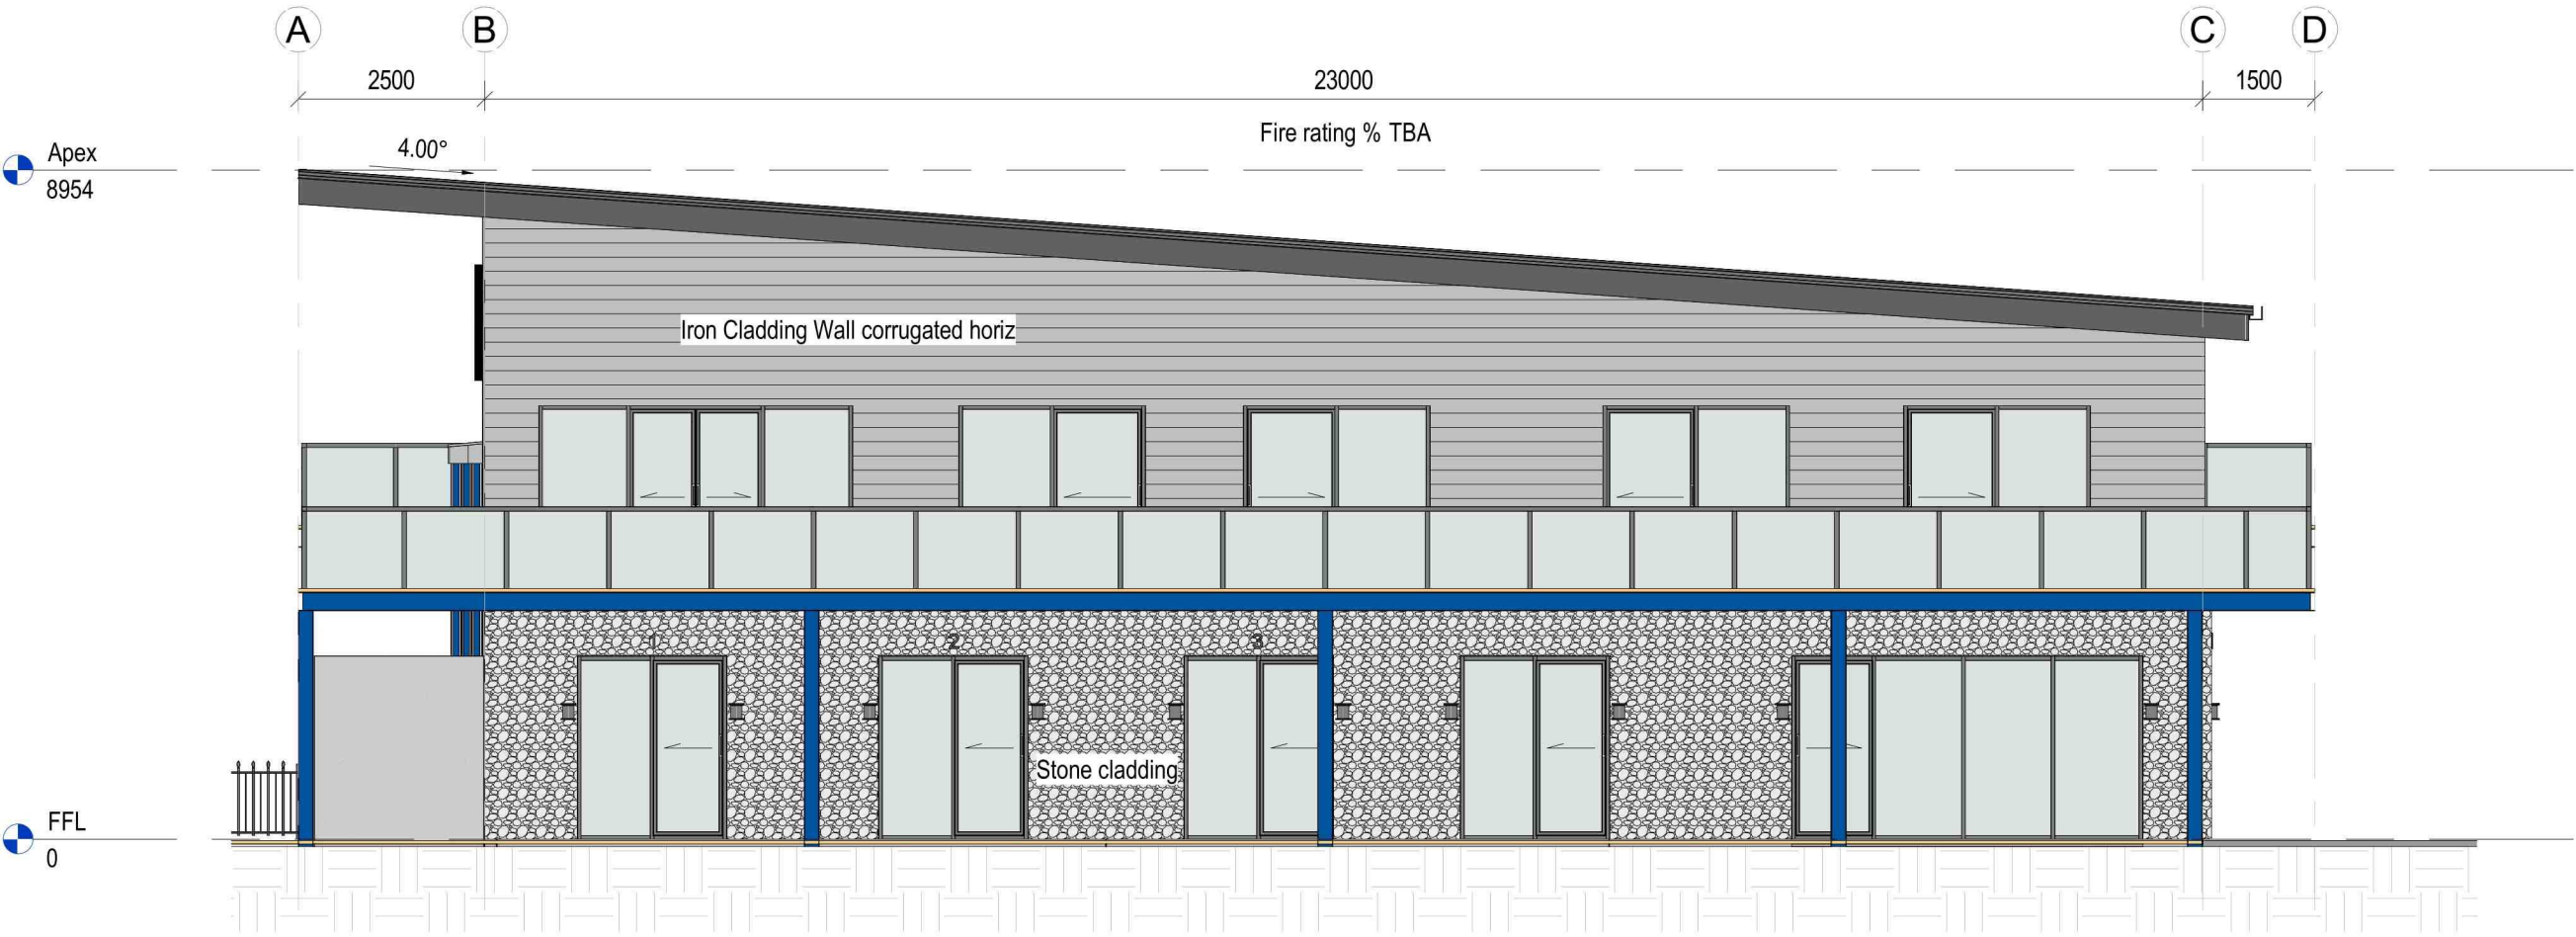 A B C D
2500 23000 1500
Fire rating % TBA
4.00°
Apex
8954
Iron Cladding Wall corrugated horiz
1 2 3
Stone cladding
FFL
0